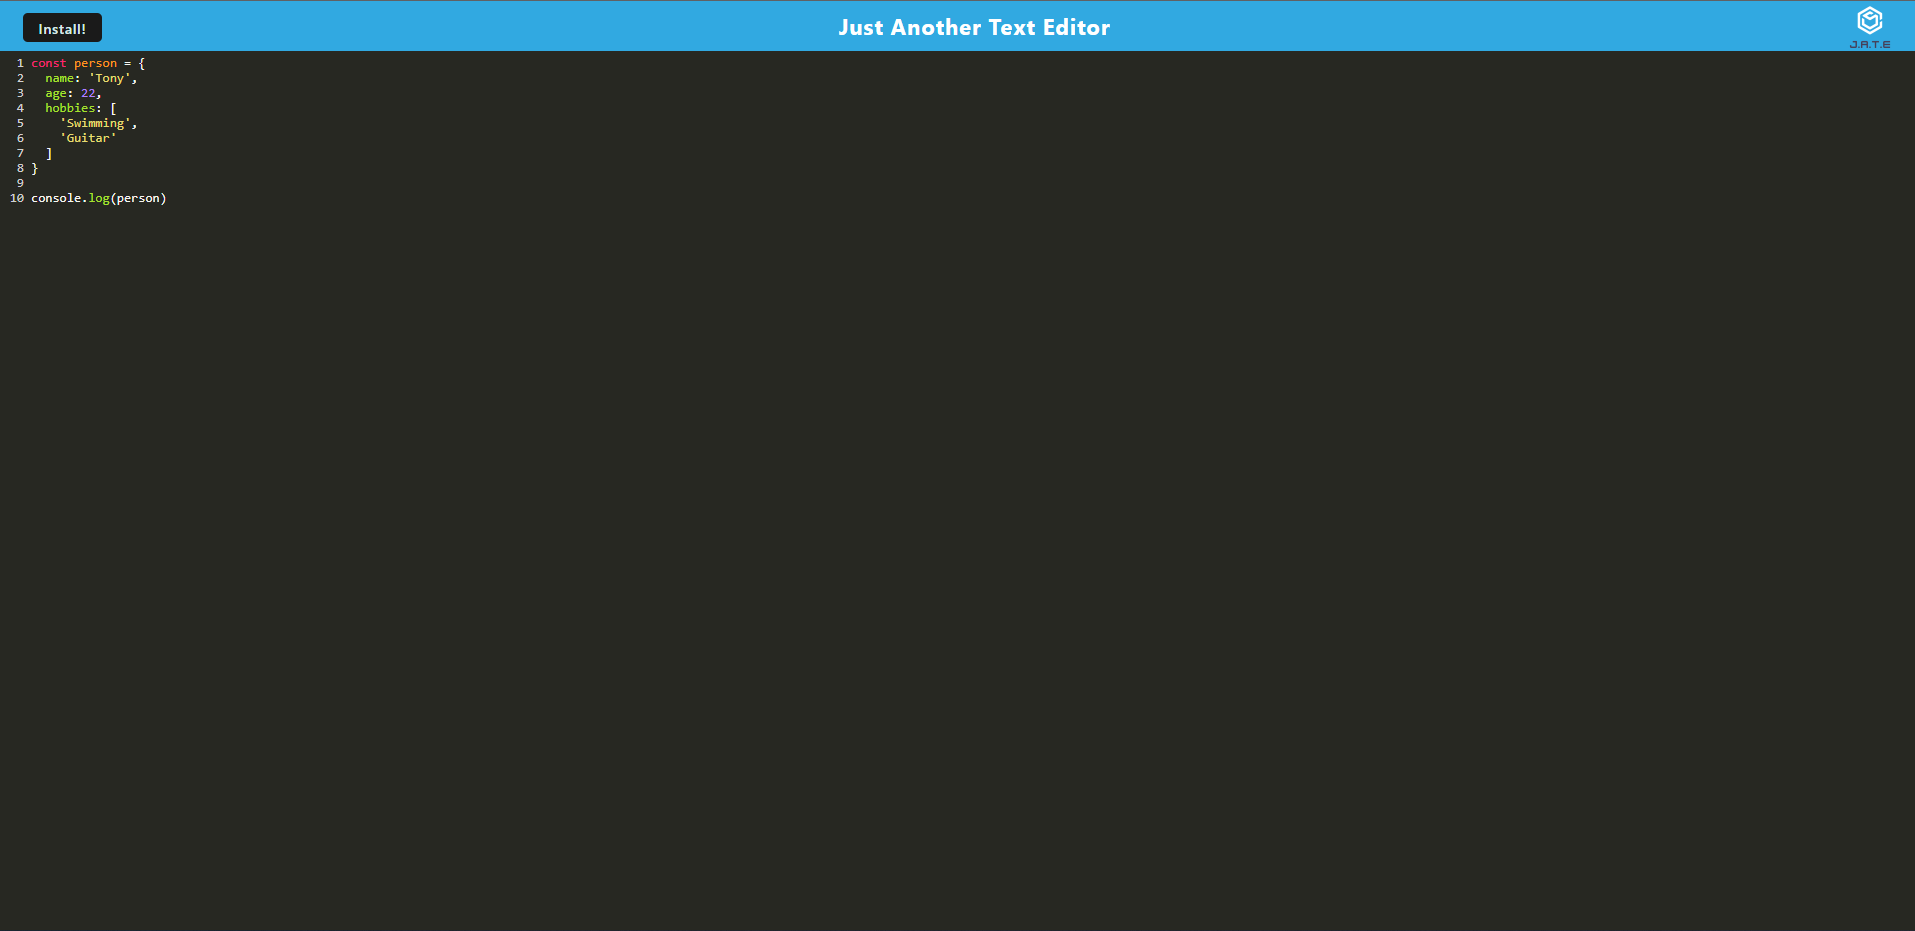 Install!
Just Another Text Editor
J.A.T.E
1 const person = {
2   name: 'Tony',
3   age: 22,
4   hobbies: [
5     'Swimming',
6     'Guitar'
7   ]
8 }
9
10 console.log(person)